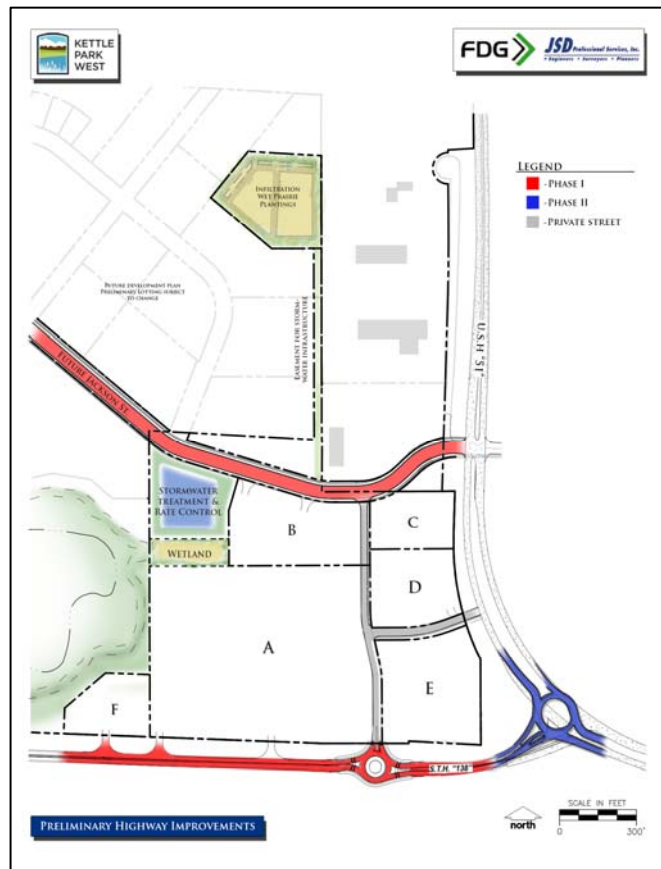 KETTLE
PARK
WEST
FDG
JSD Professional Services, Inc.
• Engineers • Surveyors • Planners
LEGEND
-PHASE I
-PHASE II
-PRIVATE STREET
INFILTRATION
WET PRAIRIE
PLANTINGS
FUTURE DEVELOPMENT PLAN
PRELIMINARY LOTTING SUBJECT
TO CHANGE
EASEMENT FOR STORM-
WATER INFRASTRUCTURE
U.S.H "51"
FUTURE JACKSON ST.
STORMWATER
TREATMENT &
RATE CONTROL
WETLAND
B
C
D
A
E
F
S.T.H. "138"
PRELIMINARY HIGHWAY IMPROVEMENTS
north
SCALE IN FEET
0 300'